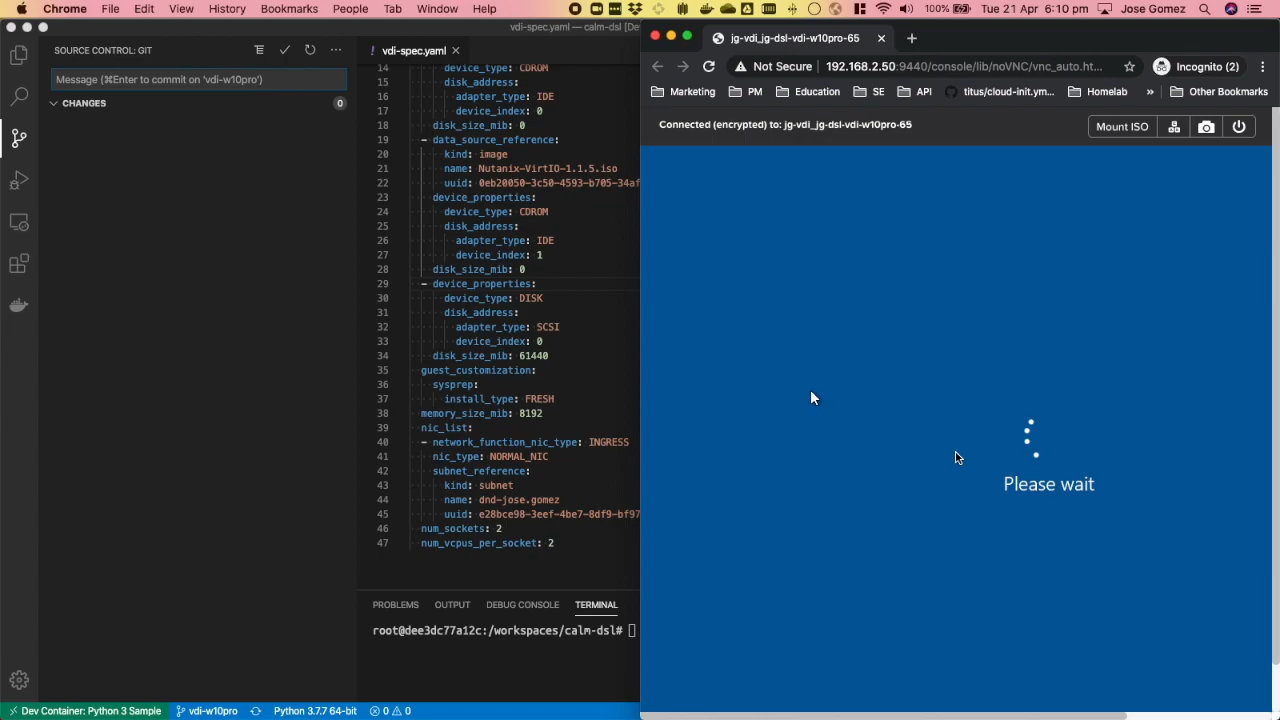 Chrome File Edit View History Bookmarks People Tab Window Help
100% Tue 21 Apr 6:10 pm Jose Gomez
vdi-spec.yaml — calm-dsl [De
SOURCE CONTROL: GIT
Message (⌘Enter to commit on 'vdi-w10pro')
CHANGES
0
! vdi-spec.yaml
14 device_type: CDROM
15 disk_address:
16 adapter_type: IDE
17 device_index: 0
18 disk_size_mib: 0
19 - data_source_reference:
20 kind: image
21 name: Nutanix-VirtIO-1.1.5.iso
22 uuid: 0eb20050-3c50-4593-b705-34af
23 device_properties:
24 device_type: CDROM
25 disk_address:
26 adapter_type: IDE
27 device_index: 1
28 disk_size_mib: 0
29 - device_properties:
30 device_type: DISK
31 disk_address:
32 adapter_type: SCSI
33 device_index: 0
34 disk_size_mib: 61440
35 guest_customization:
36 sysprep:
37 install_type: FRESH
38 memory_size_mib: 8192
39 nic_list:
40 - network_function_nic_type: INGRESS
41 nic_type: NORMAL_NIC
42 subnet_reference:
43 kind: subnet
44 name: dnd-jose.gomez
45 uuid: e28bce98-3eef-4be7-8df9-bf97
46 num_sockets: 2
47 num_vcpus_per_socket: 2
PROBLEMS OUTPUT DEBUG CONSOLE TERMINAL
root@dee3dc77a12c:/workspaces/calm-dsl#
Dev Container: Python 3 Sample vdi-w10pro Python 3.7.7 64-bit 0 0
jg-vdi_jg-dsl-vdi-w10pro-65
Not Secure 192.168.2.50:9440/console/lib/noVNC/vnc_auto.ht... Incognito (2)
Marketing PM Education SE API titus/cloud-init.ym... Homelab » Other Bookmarks
Connected (encrypted) to: jg-vdi_jg-dsl-vdi-w10pro-65
Mount ISO
Please wait